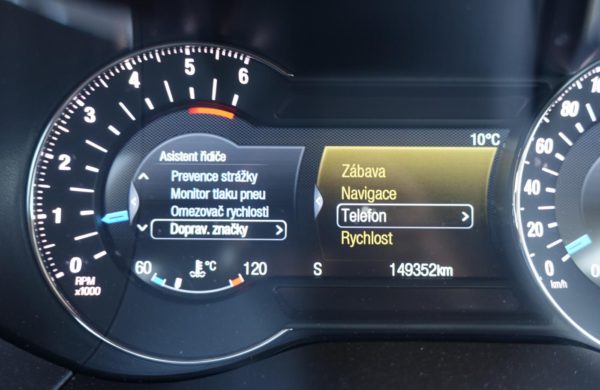 0
1
2
3
4
5
6
RPM
x1000
Asistent řidiče
Prevence strážky
Monitor tlaku pneu
Omezovač rychlosti
Doprav. značky
60 °C 120
10°C
Zábava
Navigace
Telefon
Rychlost
S 149352km
0
20
40
60
80
km/h